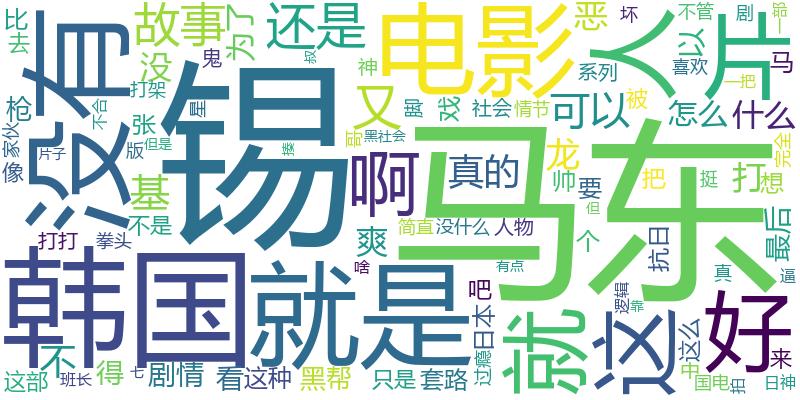 比
去
故事
为了
还是
电影
人
片
恶
坏
不管
剧
喜欢
以
马
一把
系列
没有
没
鬼
打架
不合
星
神
叔
又
脚
戏
社会
情节
可以
被
怎么
什么
枪
家伙
像
张
但是
片子
版
锡
揍
黑社会
啊
真的
龙
帅
要
把
打
挺
想
完全
基
不是
打打
拳头
爽
简直
没什么
人物
马东
个
但
抗日
最后
韩国
就是
啥
吧
有点
就
这
逻辑
靠
这么
好
真
逼
来
不
得
这部
班长
七
剧情
看
这种
黑帮
只是
套路
过瘾
日本
中
国电
拍
日神